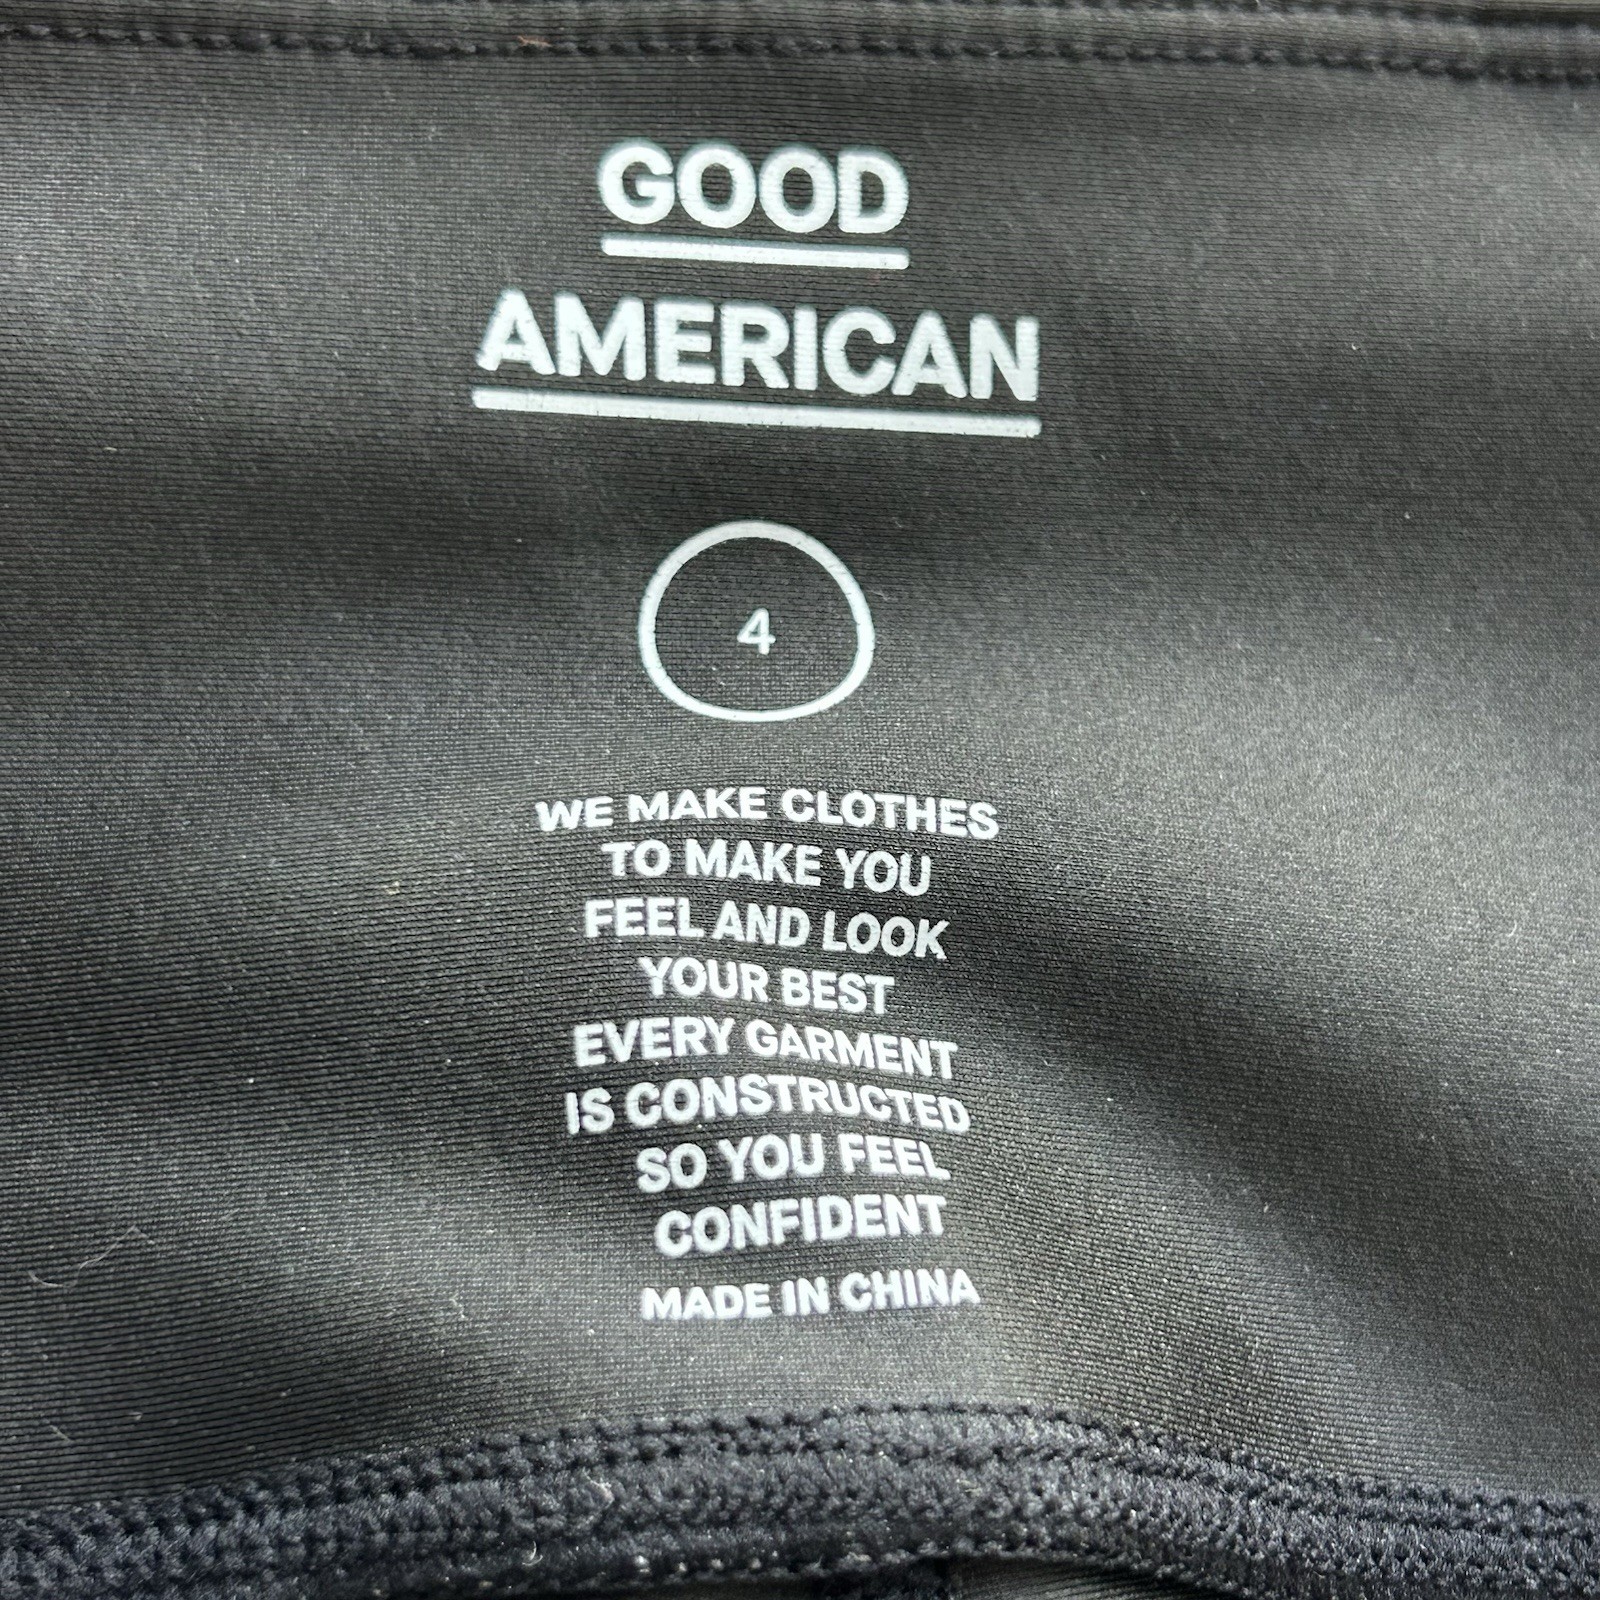 GOOD
AMERICAN
4
WE MAKE CLOTHES
TO MAKE YOU
FEEL AND LOOK
YOUR BEST
EVERY GARMENT
IS CONSTRUCTED
SO YOU FEEL
CONFIDENT
MADE IN CHINA